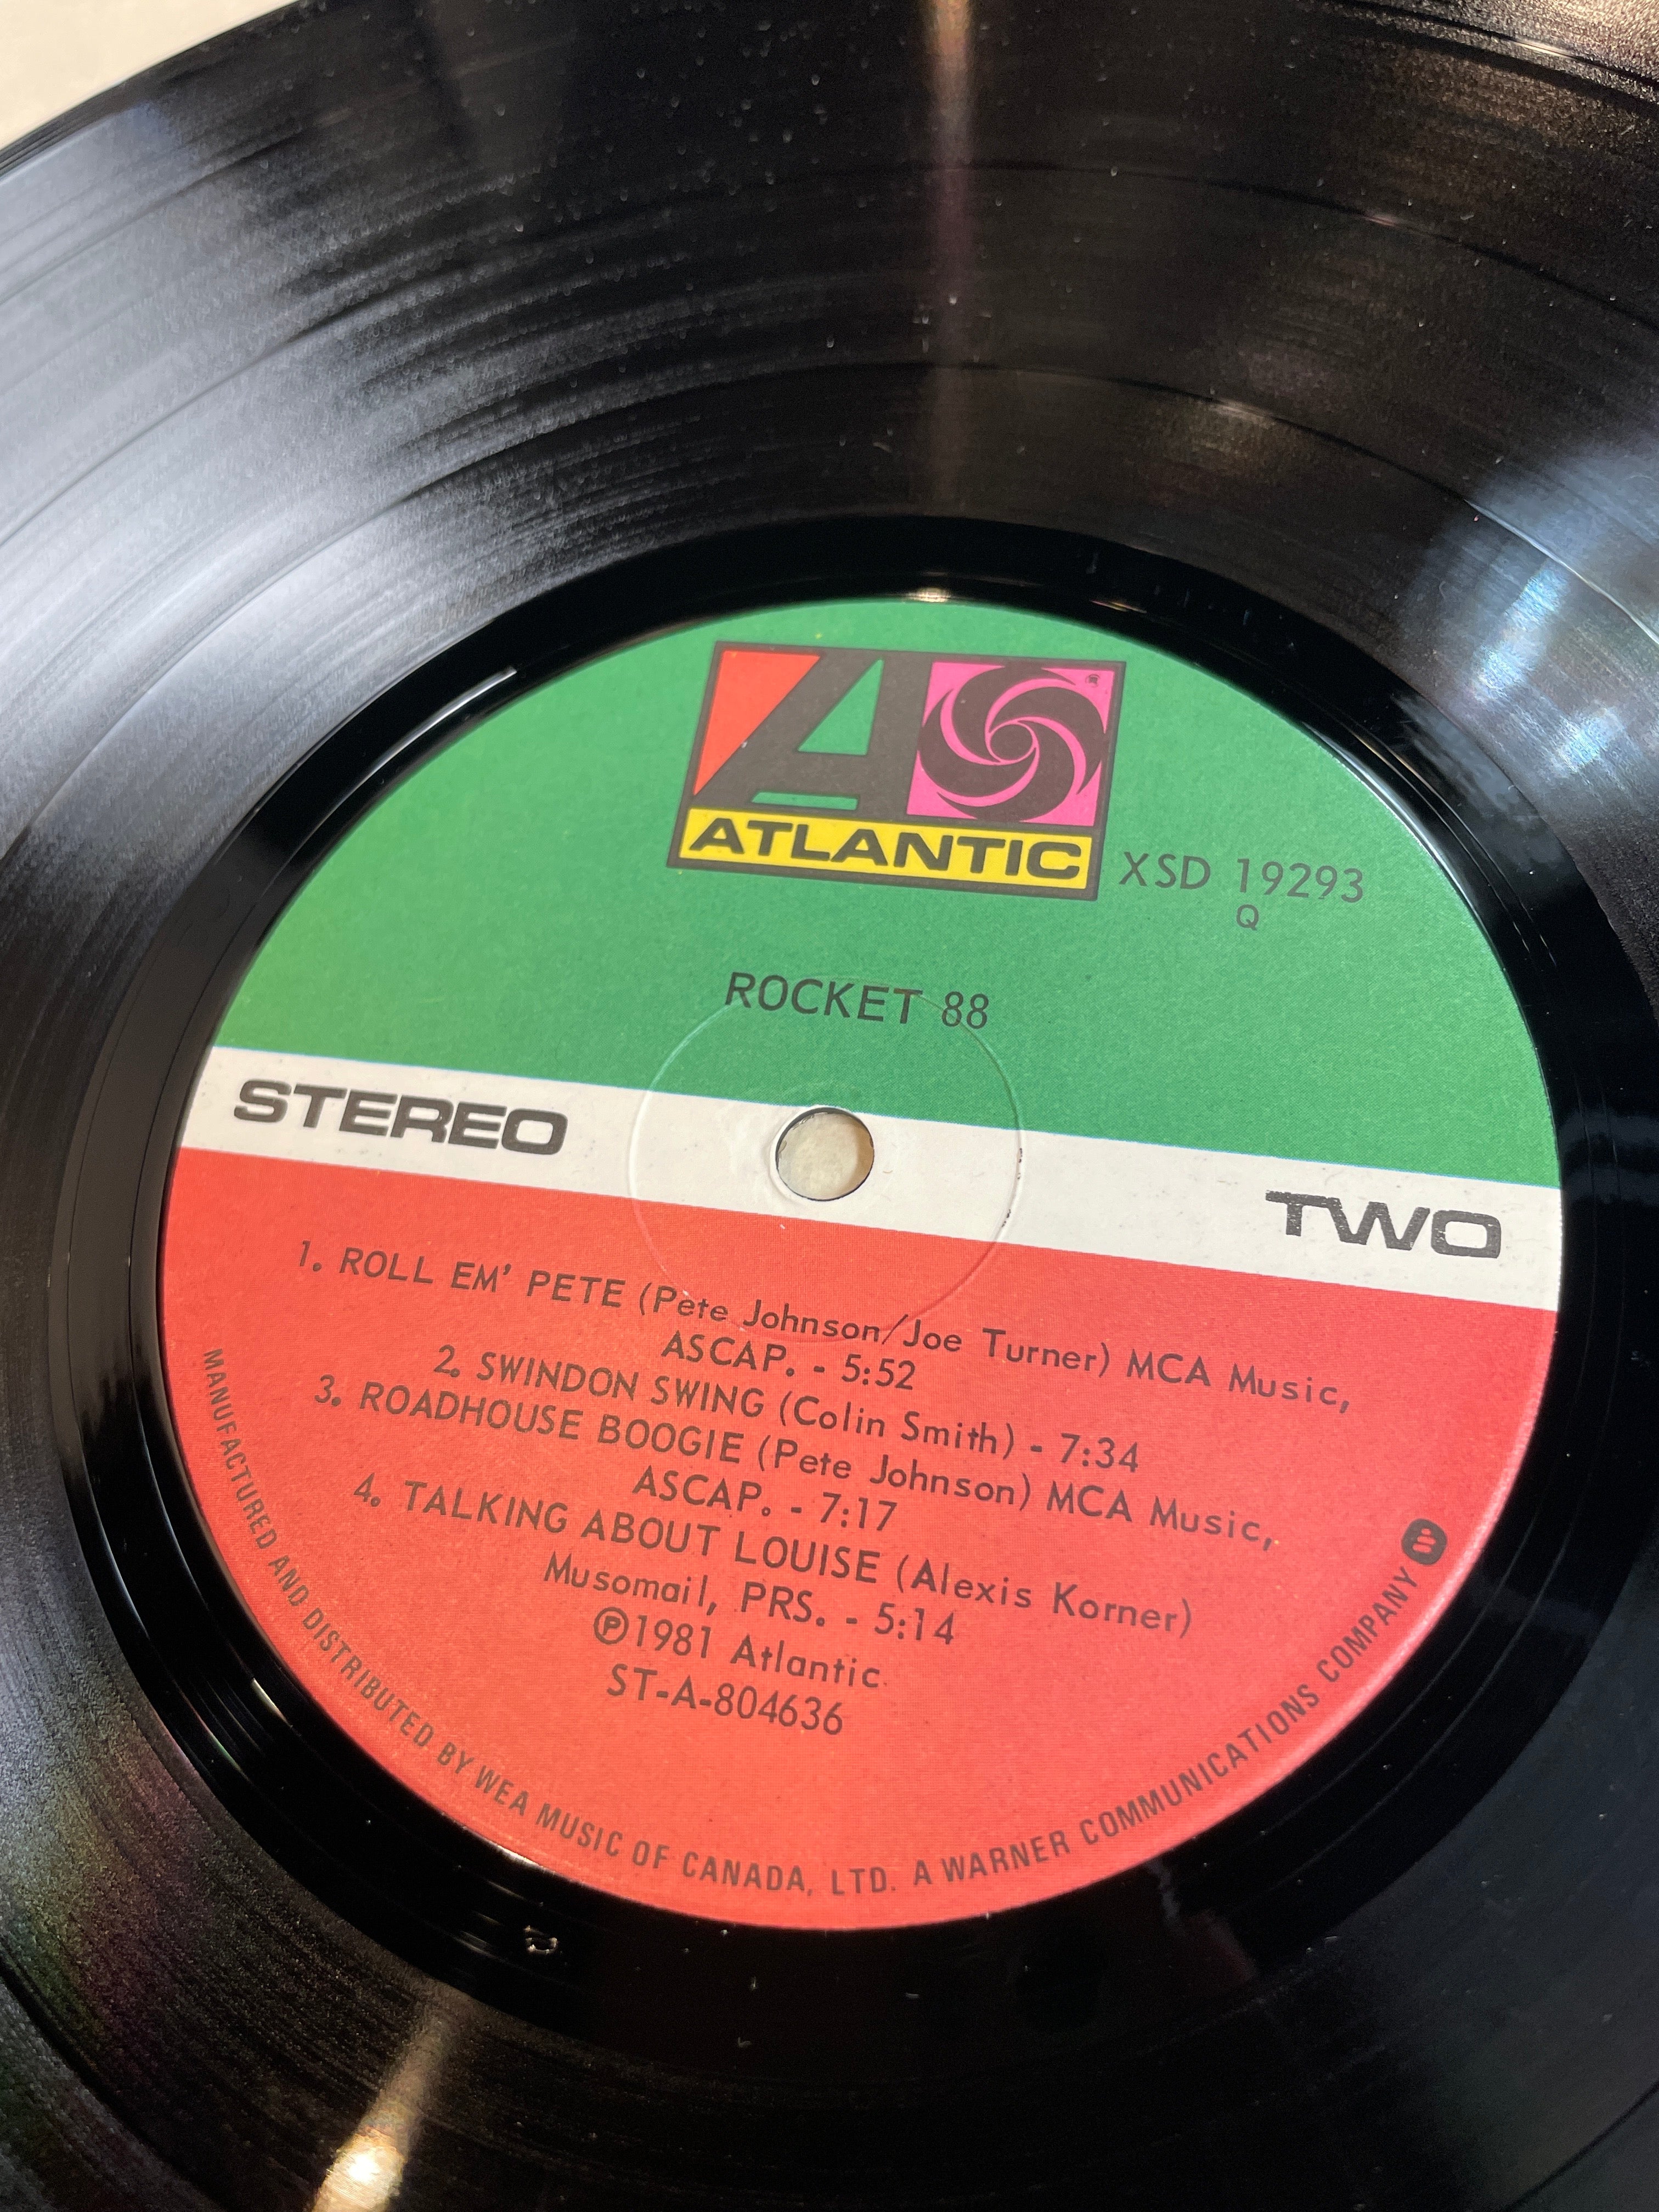 ATLANTIC
®
XSD 19293
Q
ROCKET 88
STEREO
TWO
1. ROLL EM' PETE (Pete Johnson/Joe Turner) MCA Music,
ASCAP. - 5:52
2. SWINDON SWING (Colin Smith) - 7:34
3. ROADHOUSE BOOGIE (Pete Johnson) MCA Music,
ASCAP. - 7:17
4. TALKING ABOUT LOUISE (Alexis Korner)
Musomail, PRS. - 5:14
℗1981 Atlantic
ST-A-804636
MANUFACTURED AND DISTRIBUTED BY WEA MUSIC OF CANADA, LTD. A WARNER COMMUNICATIONS COMPANY